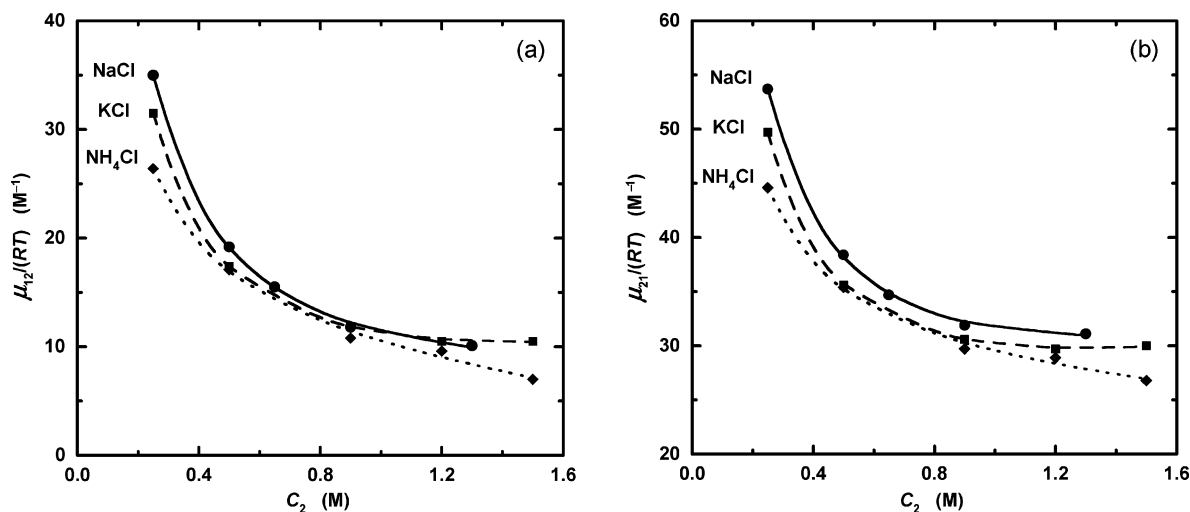 (a)
40
30
20
10
0
μ₁₂/(RT) (M⁻¹)
NaCl
KCl
NH₄Cl
0.0 0.4 0.8 1.2 1.6
C₂ (M)
(b)
60
50
40
30
20
μ₂₁/(RT) (M⁻¹)
NaCl
KCl
NH₄Cl
0.0 0.4 0.8 1.2 1.6
C₂ (M)